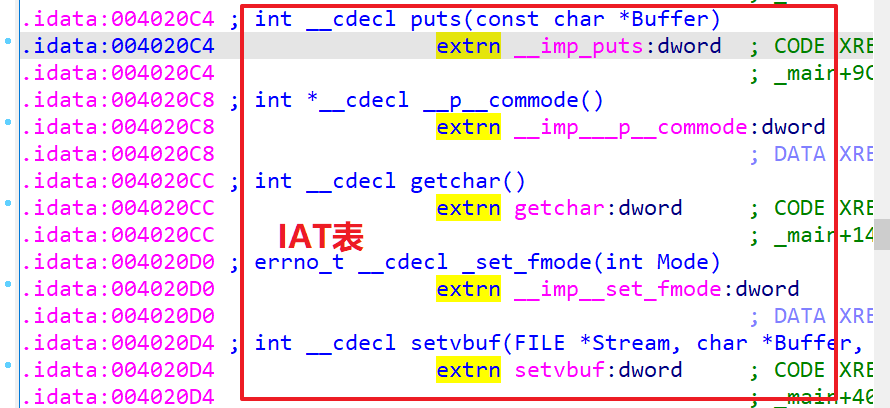 .idata:004020C4 ; int __cdecl puts(const char *Buffer)
.idata:004020C4 extrn __imp_puts:dword ; CODE XRE
.idata:004020C4 ; _main+9C
.idata:004020C8 ; int *__cdecl __p__commode()
.idata:004020C8 extrn __imp___p__commode:dword
.idata:004020C8 ; DATA XRE
.idata:004020CC ; int __cdecl getchar()
.idata:004020CC extrn getchar:dword ; CODE XRE
.idata:004020CC ; _main+14
IAT表
.idata:004020D0 ; errno_t __cdecl _set_fmode(int Mode)
.idata:004020D0 extrn __imp__set_fmode:dword
.idata:004020D0 ; DATA XRE
.idata:004020D4 ; int __cdecl setvbuf(FILE *Stream, char *Buffer,
.idata:004020D4 extrn setvbuf:dword ; CODE XRE
.idata:004020D4 ; _main+40